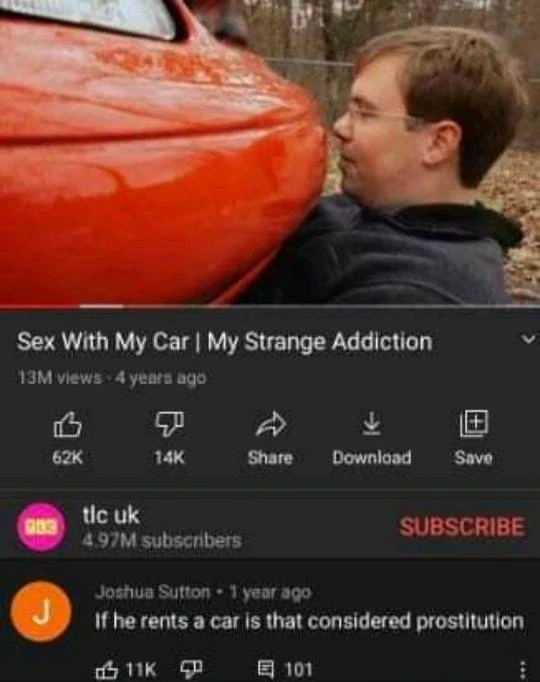 Sex With My Car | My Strange Addiction
13M views · 4 years ago
62K
14K
Share
Download
Save
tlc uk
4.97M subscribers
SUBSCRIBE
J
Joshua Sutton • 1 year ago
If he rents a car is that considered prostitution
11K
101